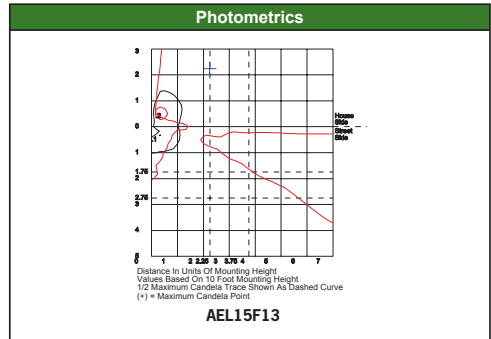 Photometrics
3
2
1
0
House
Side
Street
Side
1
1.75
2
2.75
3
4
5
0 1 2 2.25 3 3.75 4 5 6 7
Distance In Units Of Mounting Height
Values Based On 10 Foot Mounting Height
1/2 Maximum Candela Trace Shown As Dashed Curve
(+) = Maximum Candela Point
AEL15F13